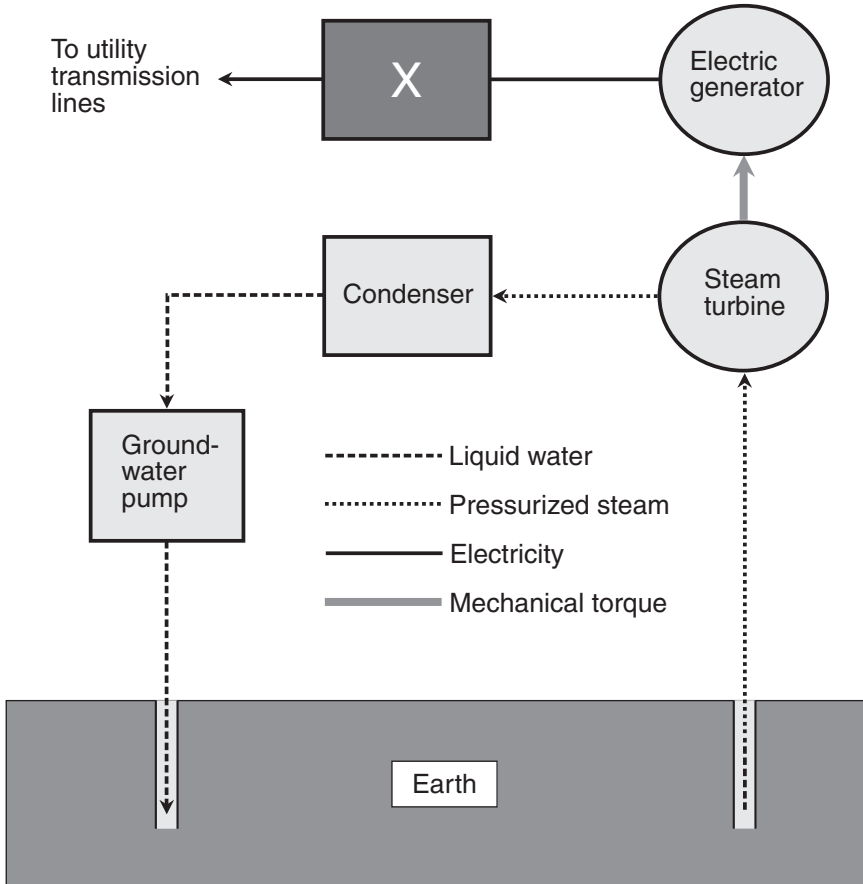 To utility
transmission
lines
X
Electric
generator
Condenser
Steam
turbine
Ground-
water
pump
Liquid water
Pressurized steam
Electricity
Mechanical torque
Earth